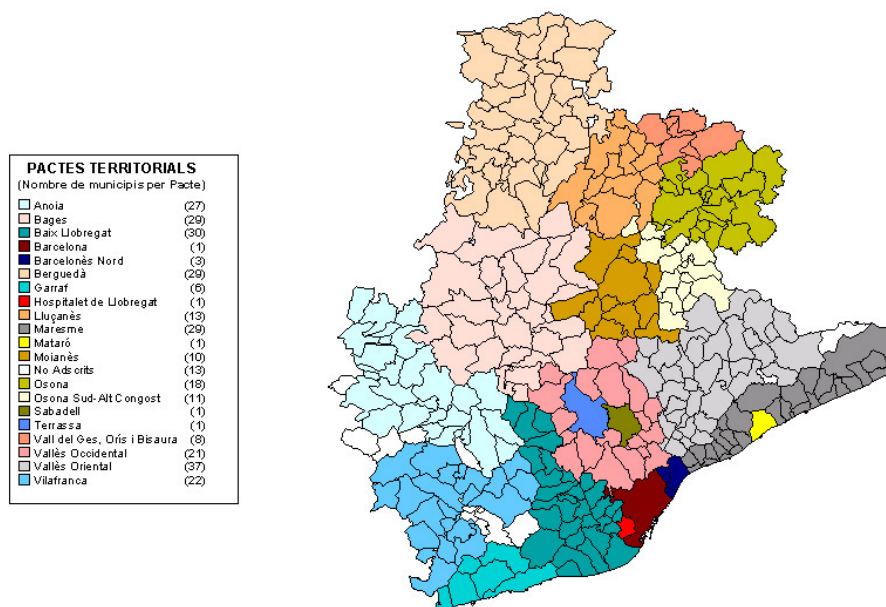 PACTES TERRITORIALS
(Nombre de municipis per Pacte)
Anoia (27)
Bages (29)
Baix Llobregat (30)
Barcelona (1)
Barcelonès Nord (3)
Berguedà (29)
Garraf (6)
Hospitalet de Llobregat (1)
Lluçanès (13)
Maresme (29)
Mataró (1)
Moianès (10)
No Adscrits (13)
Osona (18)
Osona Sud-Alt Congost (11)
Sabadell (1)
Terrassa (1)
Vall del Ges, Orís i Bisaura (8)
Vallès Occidental (21)
Vallès Oriental (37)
Vilafranca (22)